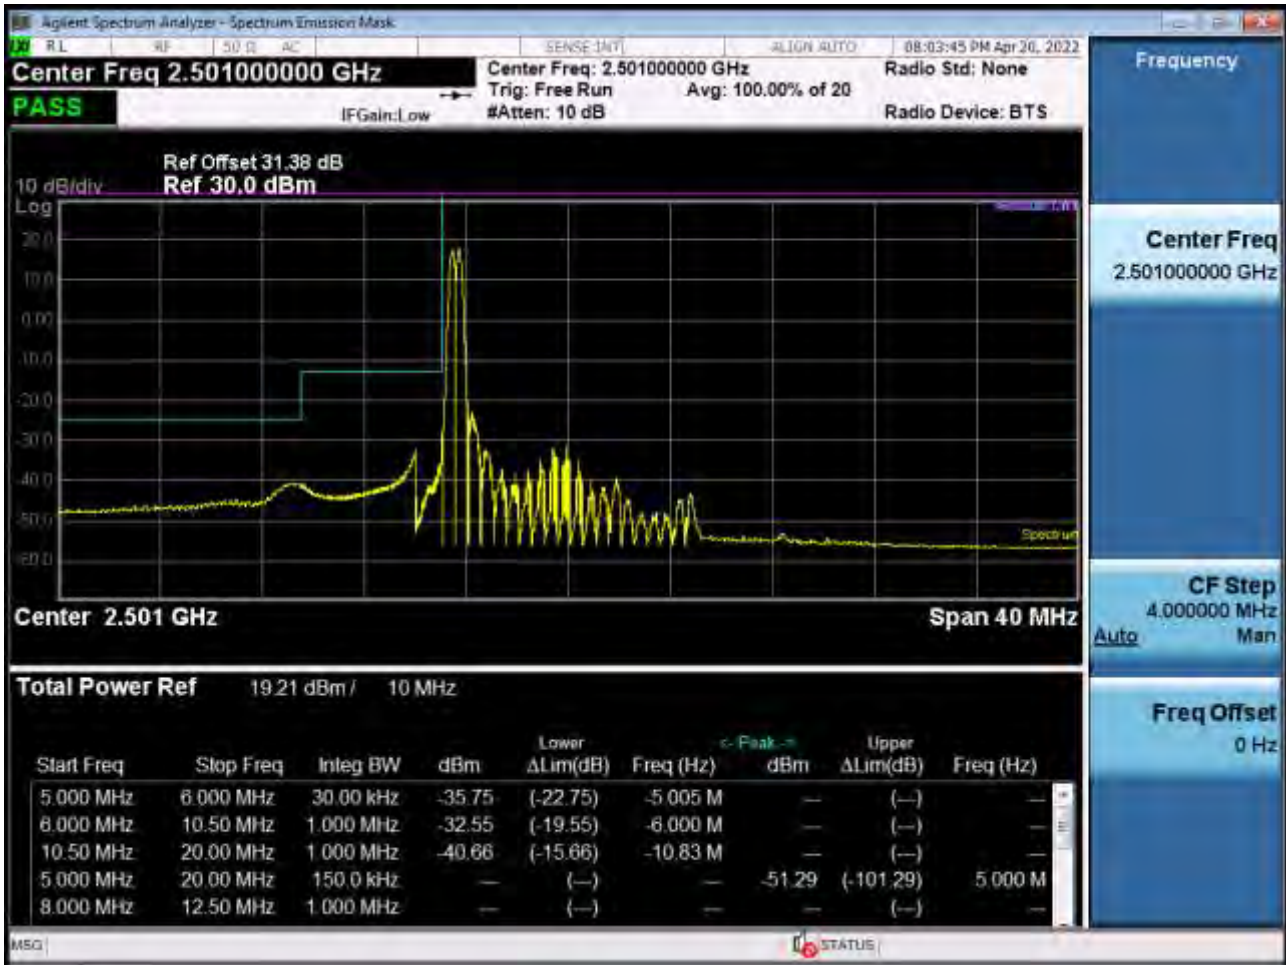 Agilent Spectrum Analyzer - Spectrum Emission Mask
LXI RL RF 50 Ω AC SENSE:INT ALIGN AUTO 08:03:45 PM Apr 20, 2022
Center Freq 2.501000000 GHz
Center Freq: 2.501000000 GHz
Radio Std: None
Trig: Free Run
Avg: 100.00% of 20
PASS
IFGain:Low
#Atten: 10 dB
Radio Device: BTS
Ref Offset 31.38 dB
10 dB/div
Ref 30.0 dBm
Log
20.0
10.0
0.00
-10.0
-20.0
-30.0
-40.0
-50.0
-60.0
Spectrum
Center 2.501 GHz
Span 40 MHz
Total Power Ref 19.21 dBm / 10 MHz
Lower <- Peak -> Upper
Start Freq Stop Freq Integ BW dBm ΔLim(dB) Freq (Hz) dBm ΔLim(dB) Freq (Hz)
5.000 MHz 6.000 MHz 30.00 kHz -35.75 (-22.75) -5.005 M --- (---) ---
6.000 MHz 10.50 MHz 1.000 MHz -32.55 (-19.55) -6.000 M --- (---) ---
10.50 MHz 20.00 MHz 1.000 MHz -40.66 (-15.66) -10.83 M --- (---) ---
5.000 MHz 20.00 MHz 150.0 kHz --- (---) --- -51.29 (-101.29) 5.000 M
8.000 MHz 12.50 MHz 1.000 MHz --- (---) --- --- (---) ---
MSG
STATUS
Frequency
Center Freq
2.501000000 GHz
CF Step
4.000000 MHz
Auto Man
Freq Offset
0 Hz